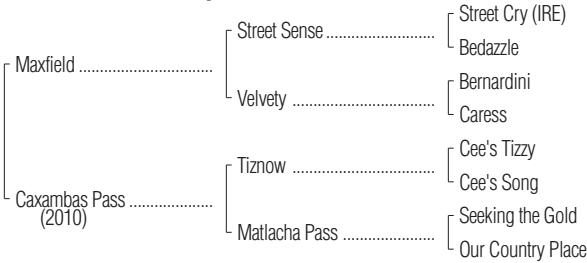 Street Cry (IRE)
Street Sense ..........................
Bedazzle
Maxfield ................................
Bernardini
Velvety ..................................
Caress
Cee's Tizzy
Tiznow ..................................
Cee's Song
Caxambas Pass ....................
(2010)
Seeking the Gold
Matlacha Pass ......................
Our Country Place